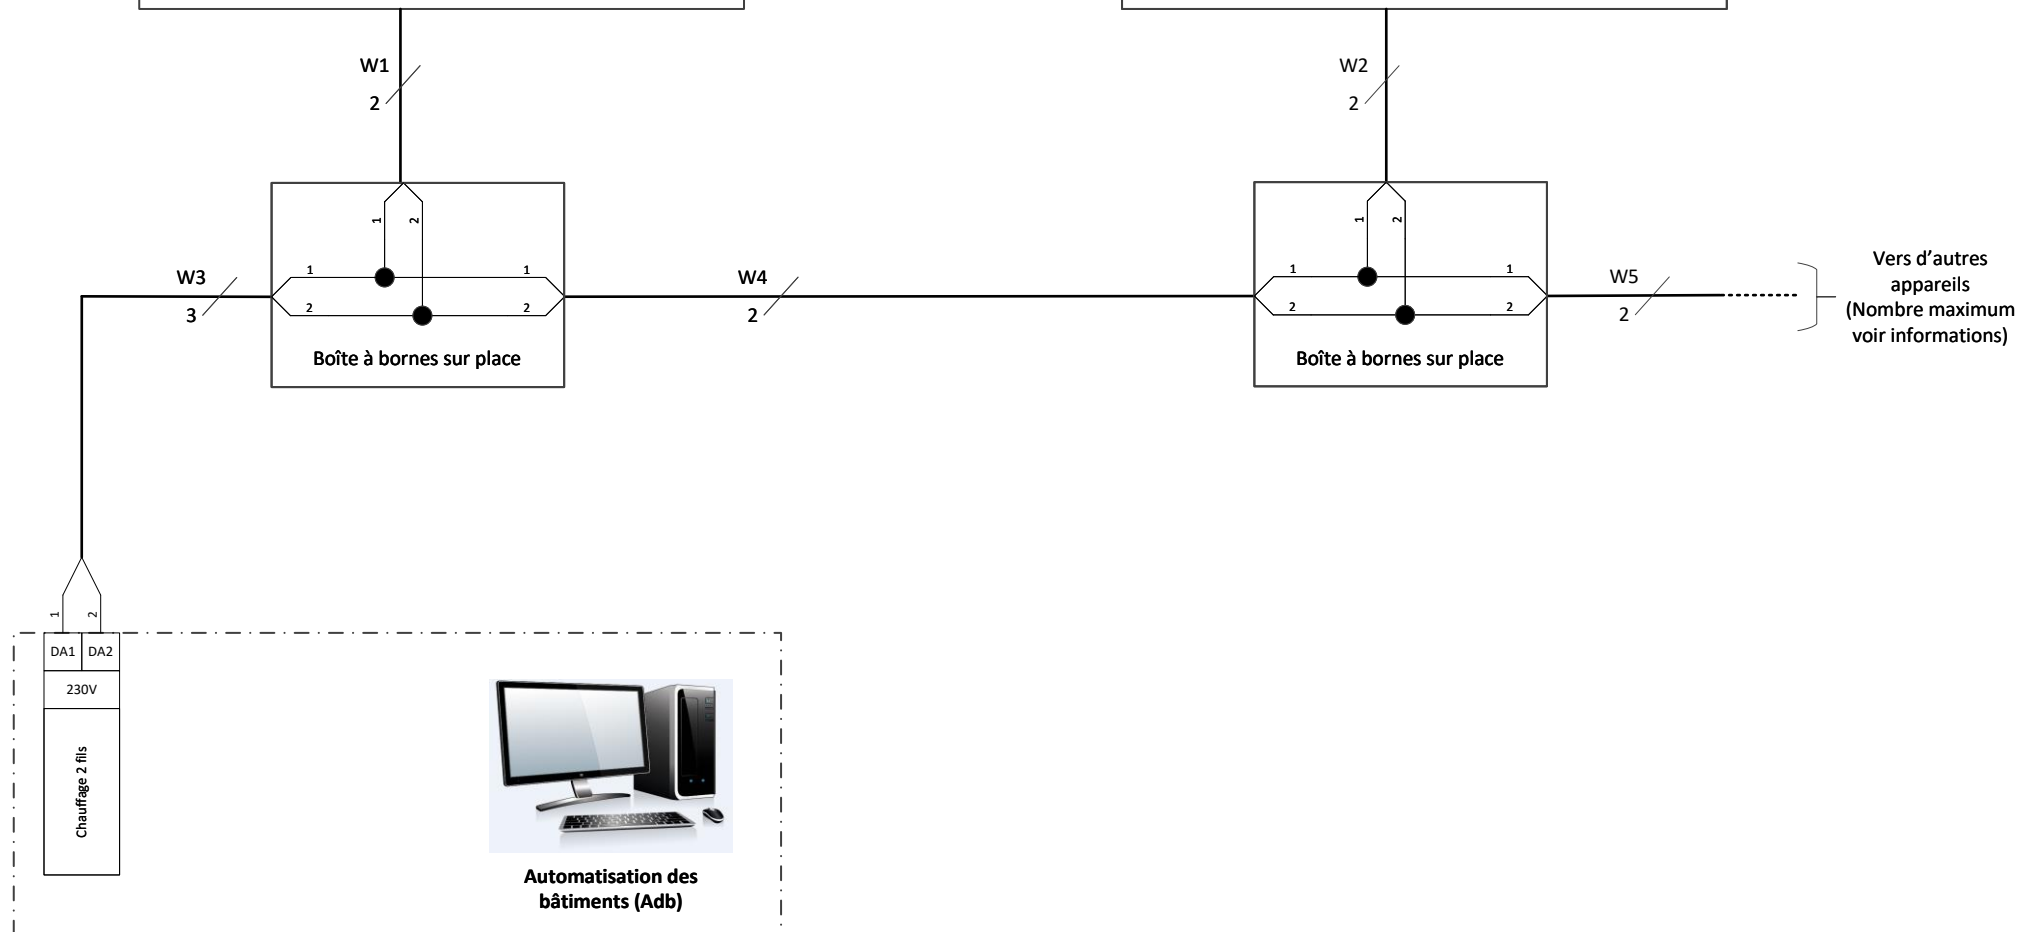 W1
2
W2
2
1
2
1
2
W3
3
1
1
2
2
Boîte à bornes sur place
W4
2
1
1
2
2
Boîte à bornes sur place
W5
2
Vers d’autres
appareils
(Nombre maximum
voir informations)
1
2
DA1 DA2
230V
Chauffage 2 fils
Automatisation des
bâtiments (Adb)